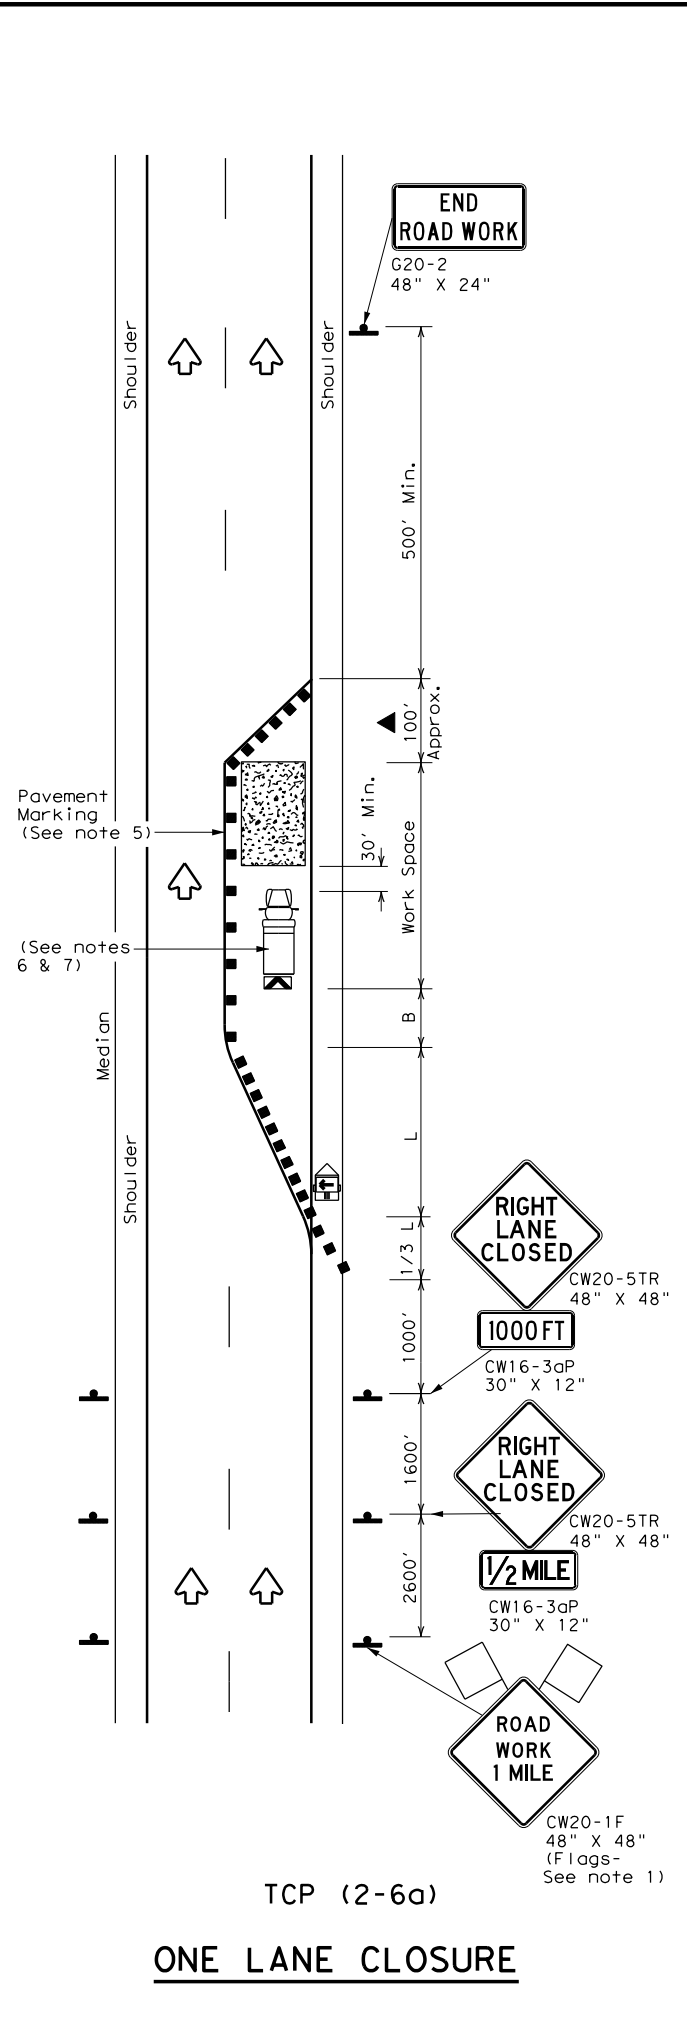 END
ROAD WORK
G20-2
48" X 24"
Shoulder
Shoulder
500' Min.
100'
Approx.
Pavement
Marking
(See note 5)
30' Min.
Work Space
(See notes
6 & 7)
B
Median
Shoulder
L
1/3 L
RIGHT
LANE
CLOSED
CW20-5TR
48" X 48"
1000 FT
CW16-3aP
30" X 12"
1000'
1600'
RIGHT
LANE
CLOSED
CW20-5TR
48" X 48"
1/2 MILE
CW16-3aP
30" X 12"
2600'
ROAD
WORK
1 MILE
CW20-1F
48" X 48"
(Flags-
See note 1)
TCP (2-6a)
ONE LANE CLOSURE